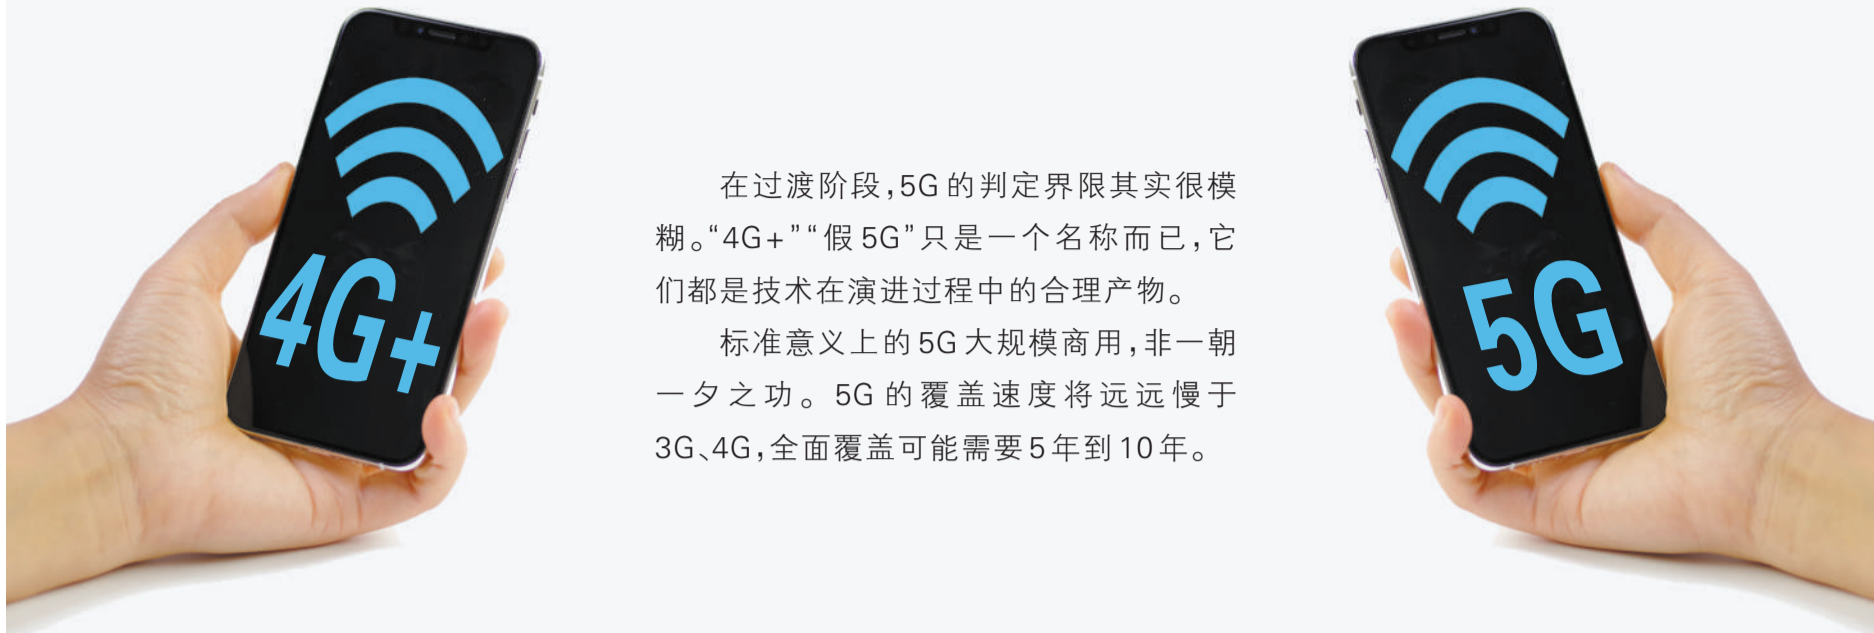 4G+
在过渡阶段，5G的判定界限其实很模
糊。“4G+”“假5G”只是一个名称而已，它
们都是技术在演进过程中的合理产物。
标准意义上的5G大规模商用，非一朝
一夕之功。5G的覆盖速度将远远慢于
3G、4G，全面覆盖可能需要5年到10年。
5G